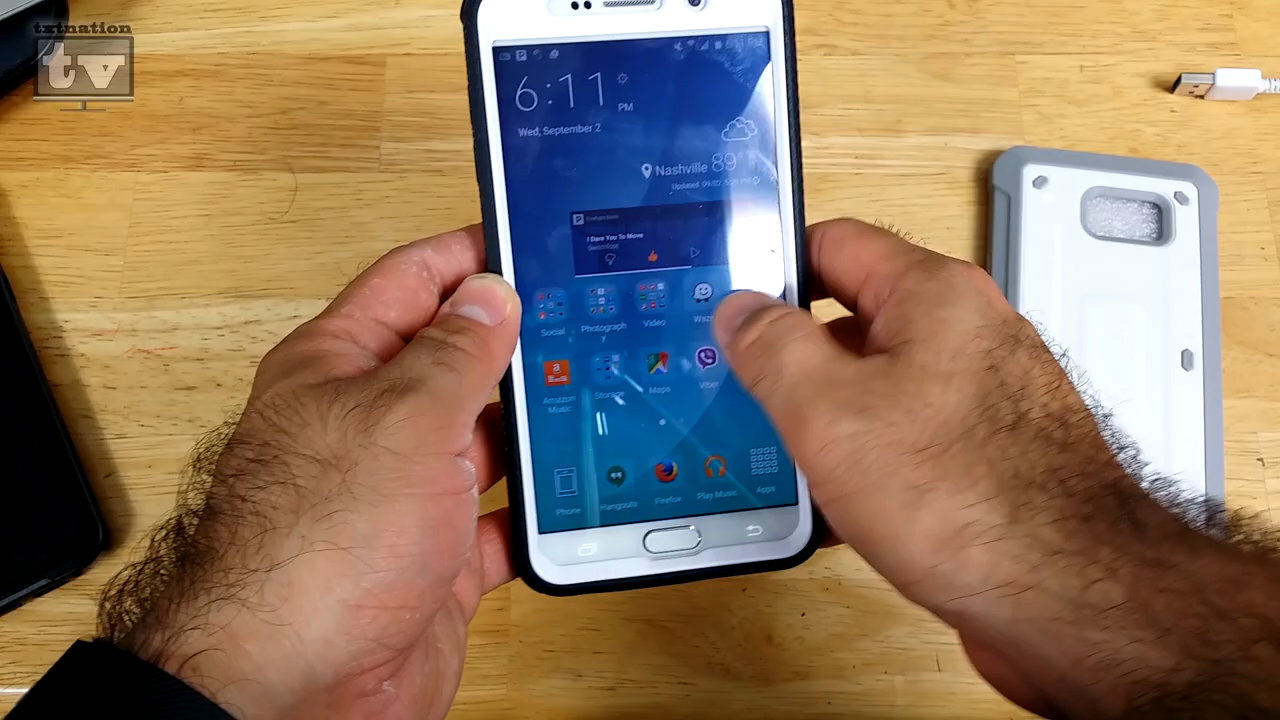 txtnation
tv
6:11
PM
Wed, September 2
Nashville 89
I Dare You To Move
Switchfoot
Social
Photograph
y
Video
Amazon
Music
Storage
Maps
Viber
Phone
Hangouts
Firefox
Play Music
Apps